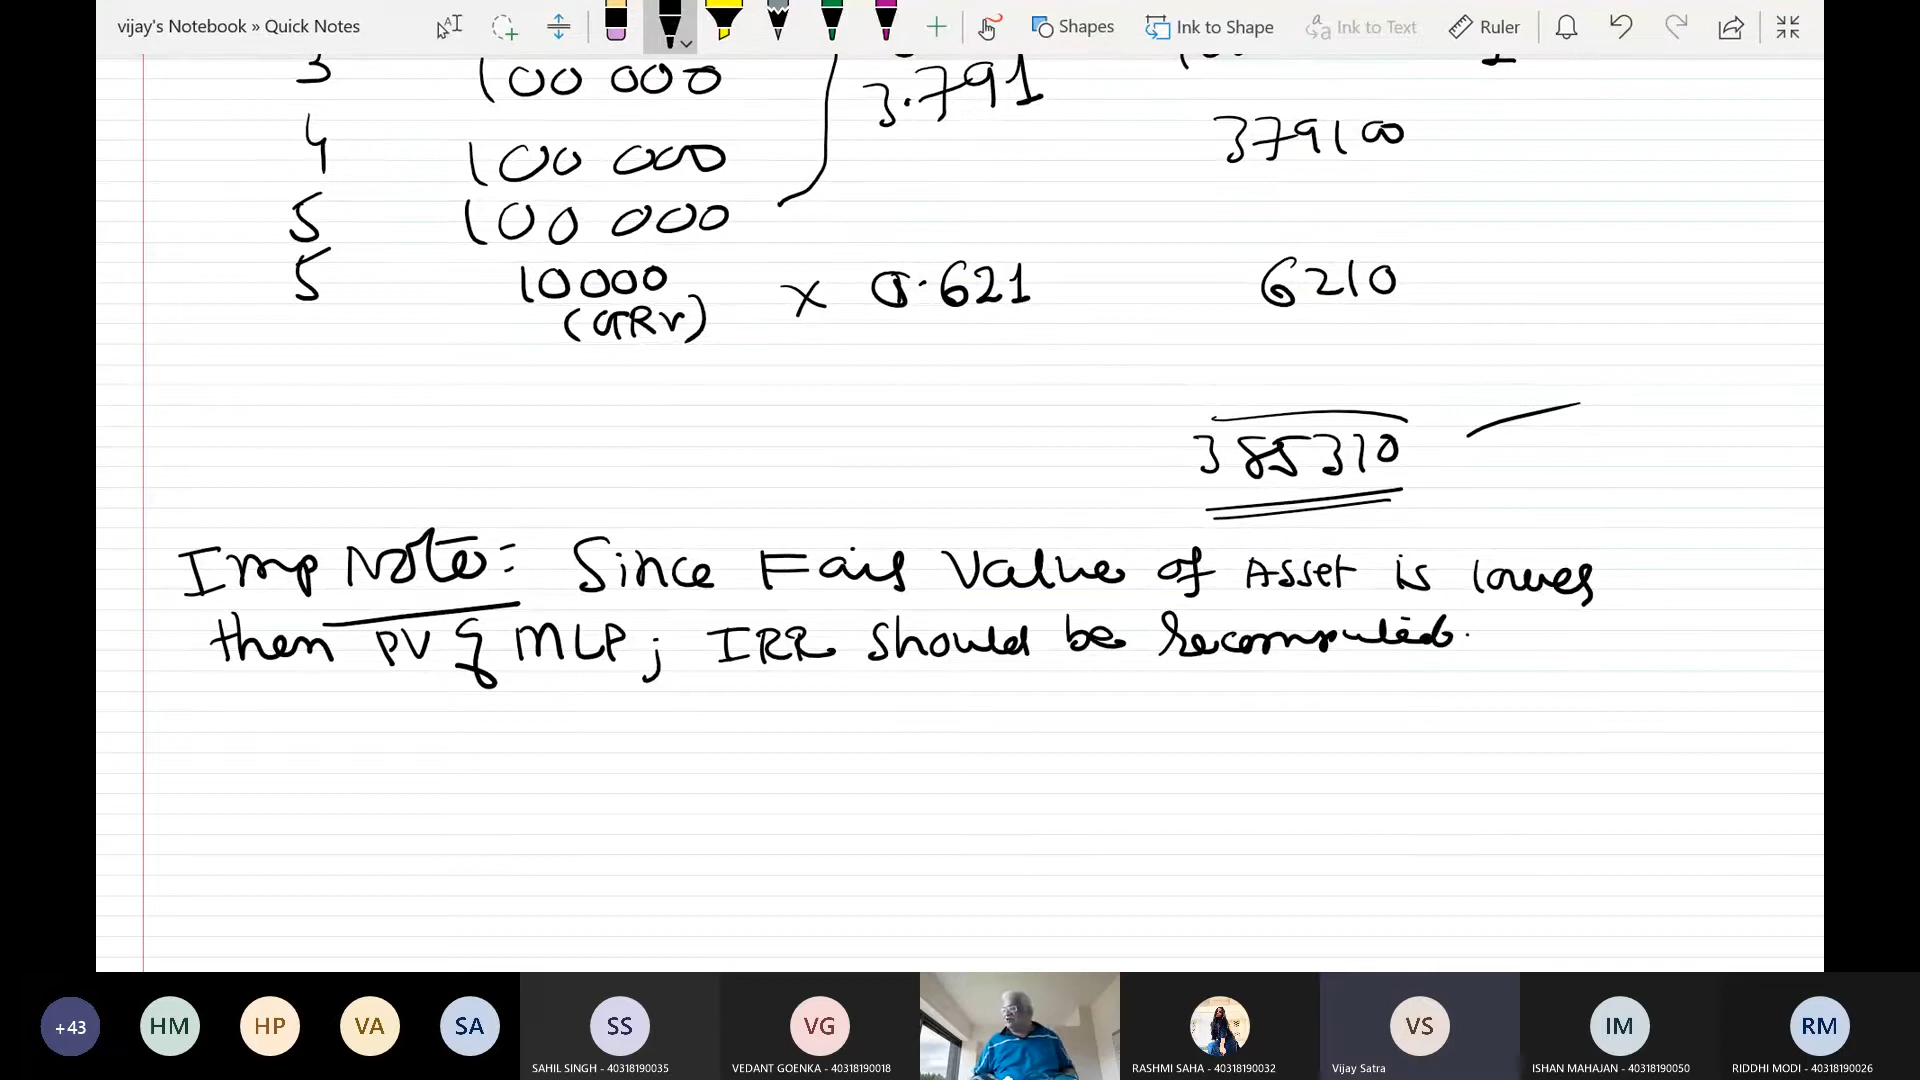 vijay's Notebook » Quick Notes
Shapes
Ink to Shape
Ink to Text
Ruler
3 100 000 3.791
4 100 000 379100
5 100 000
5 10000 x 0.621 6210
(GRV)
385310
Imp Note: Since Fair Value of Asset is lower
then PV of MLP; IRR should be recomputed.
+43
HM
HP
VA
SA
SS
SAHIL SINGH - 40318190035
VG
VEDANT GOENKA - 40318190018
RASHMI SAHA - 40318190032
VS
Vijay Satra
IM
ISHAN MAHAJAN - 40318190050
RM
RIDDHI MODI - 40318190026